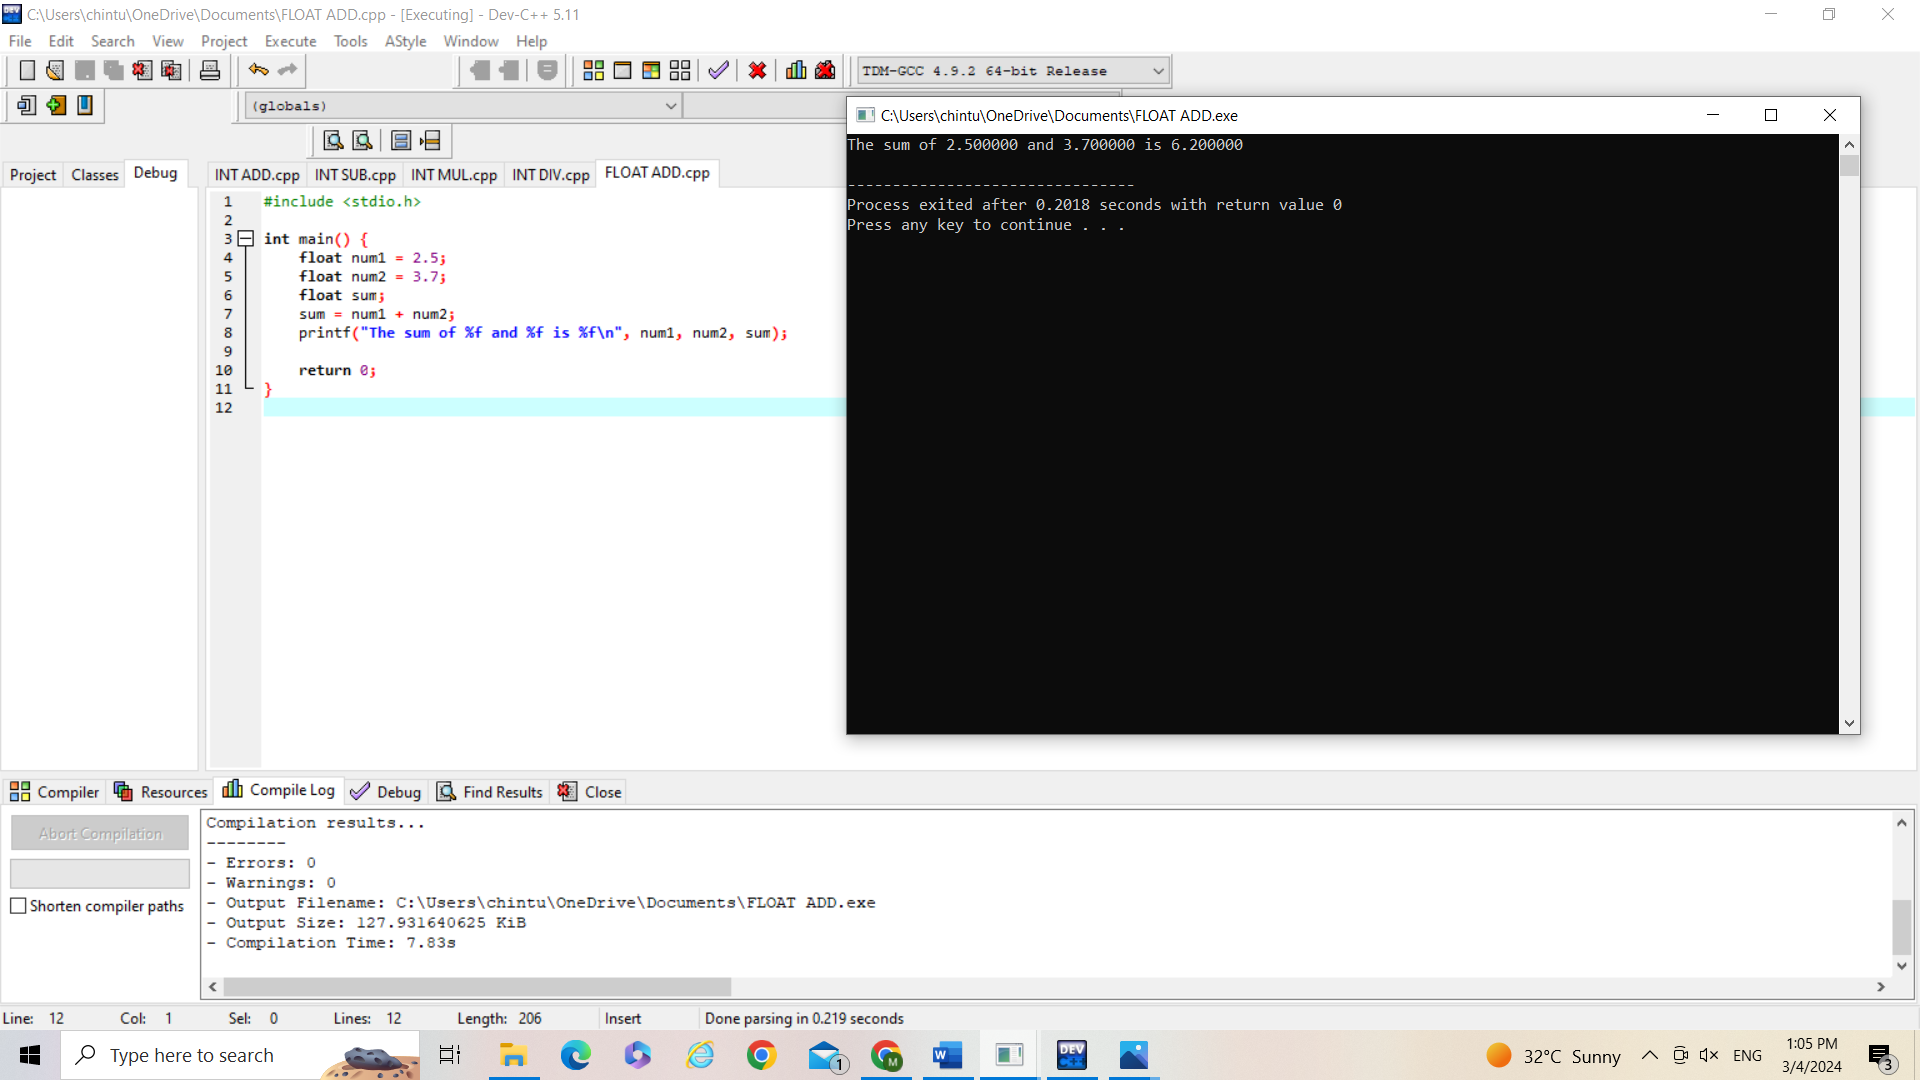 C:\Users\chintu\OneDrive\Documents\FLOAT ADD.cpp - [Executing] - Dev-C++ 5.11
File Edit Search View Project Execute Tools AStyle Window Help
TDM-GCC 4.9.2 64-bit Release
(globals)
Project Classes Debug
INT ADD.cpp INT SUB.cpp INT MUL.cpp INT DIV.cpp FLOAT ADD.cpp
1 #include <stdio.h>
2
3 int main() {
4     float num1 = 2.5;
5     float num2 = 3.7;
6     float sum;
7     sum = num1 + num2;
8     printf("The sum of %f and %f is %f\n", num1, num2, sum);
9
10     return 0;
11 }
12
C:\Users\chintu\OneDrive\Documents\FLOAT ADD.exe
The sum of 2.500000 and 3.700000 is 6.200000
--------------------------------
Process exited after 0.2018 seconds with return value 0
Press any key to continue . . .
Compiler Resources Compile Log Debug Find Results Close
Abort Compilation
Shorten compiler paths
Compilation results...
--------
- Errors: 0
- Warnings: 0
- Output Filename: C:\Users\chintu\OneDrive\Documents\FLOAT ADD.exe
- Output Size: 127.931640625 KiB
- Compilation Time: 7.83s
Line: 12 Col: 1 Sel: 0 Lines: 12 Length: 206 Insert Done parsing in 0.219 seconds
Type here to search
1
M
W
DEV C++
32°C Sunny
ENG
1:05 PM
3/4/2024
3